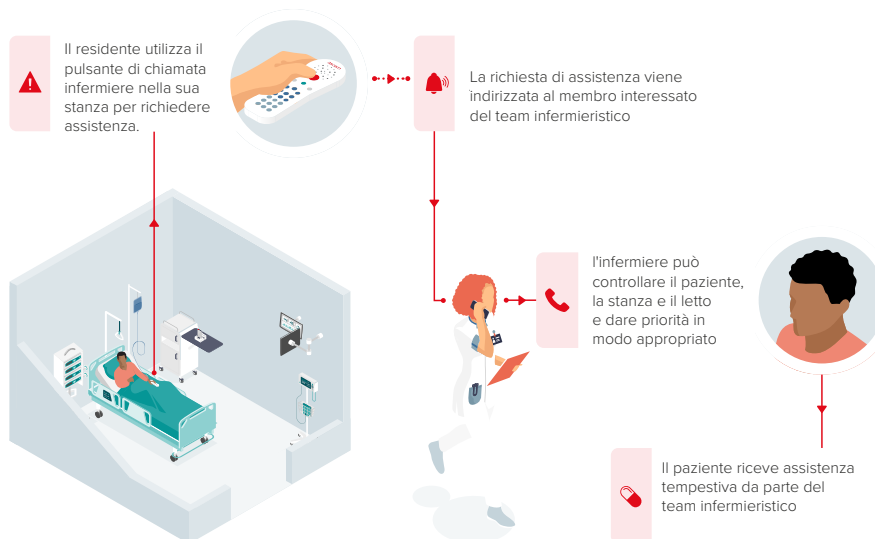 Il residente utilizza il
pulsante di chiamata
infermiere nella sua
stanza per richiedere
assistenza.
La richiesta di assistenza viene
indirizzata al membro interessato
del team infermieristico
l'infermiere può
controllare il paziente,
la stanza e il letto
e dare priorità in
modo appropriato
Il paziente riceve assistenza
tempestiva da parte del
team infermieristico